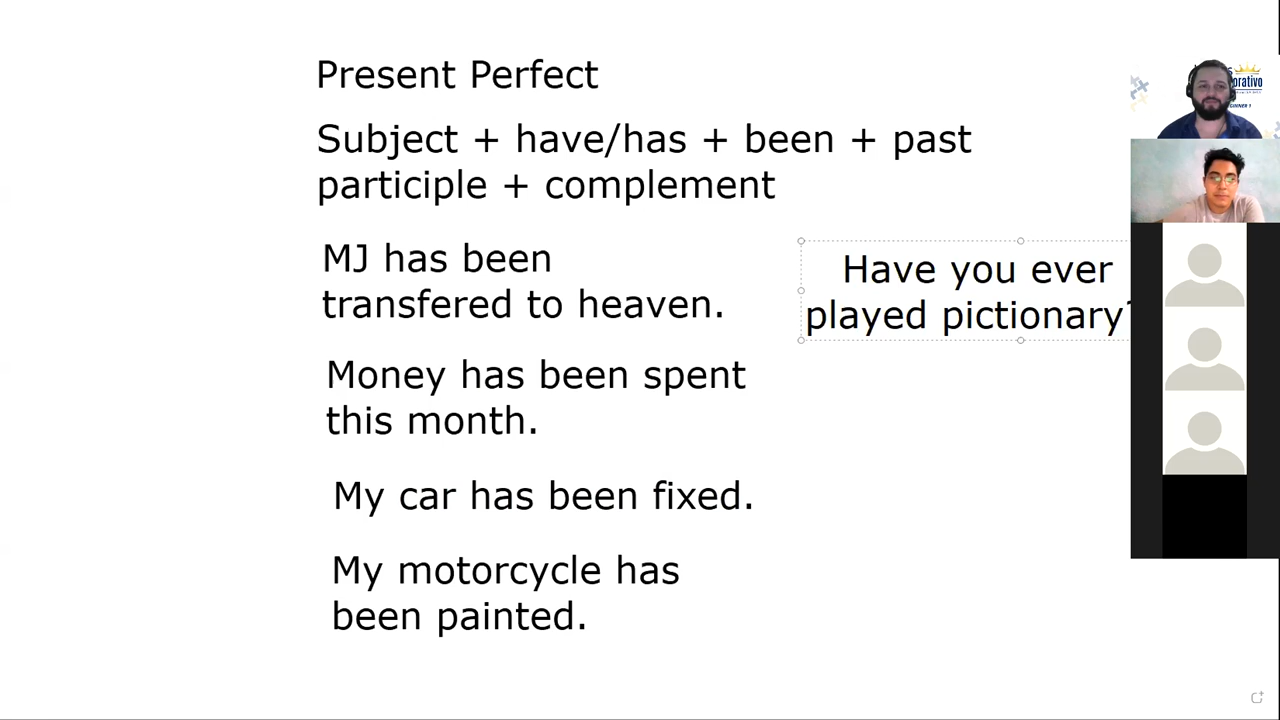 Present Perfect
Subject + have/has + been + past
participle + complement
MJ has been
transfered to heaven.
Have you ever
played pictionary?
Money has been spent
this month.
My car has been fixed.
My motorcycle has
been painted.